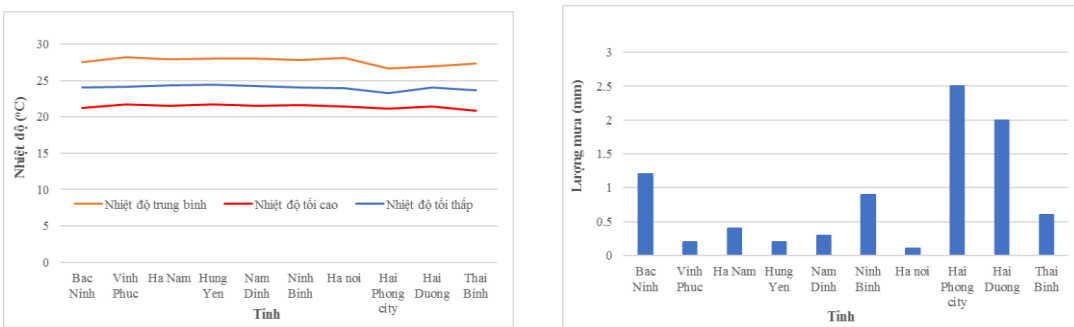 Nhiệt độ (°C)
30
25
20
15
10
5
0
Nhiệt độ trung bình Nhiệt độ tối cao Nhiệt độ tối thấp
Bac Ninh
Vinh Phuc
Ha Nam
Hung Yen
Nam Dinh
Ninh Binh
Ha noi
Hai Phong city
Hai Duong
Thai Binh
Tỉnh
Lượng mưa (mm)
3
2.5
2
1.5
1
0.5
0
Bac Ninh
Vinh Phuc
Ha Nam
Hung Yen
Nam Dinh
Ninh Binh
Ha noi
Hai Phong city
Hai Duong
Thai Binh
Tỉnh